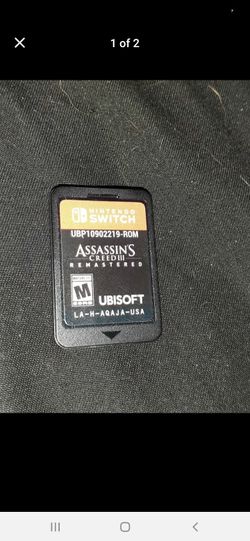 1 of 2
NINTENDO
SWITCH
UBP10902219-ROM
ASSASSIN'S
CREED III
REMASTERED
M
UBISOFT
LA-H-AQAJA-USA